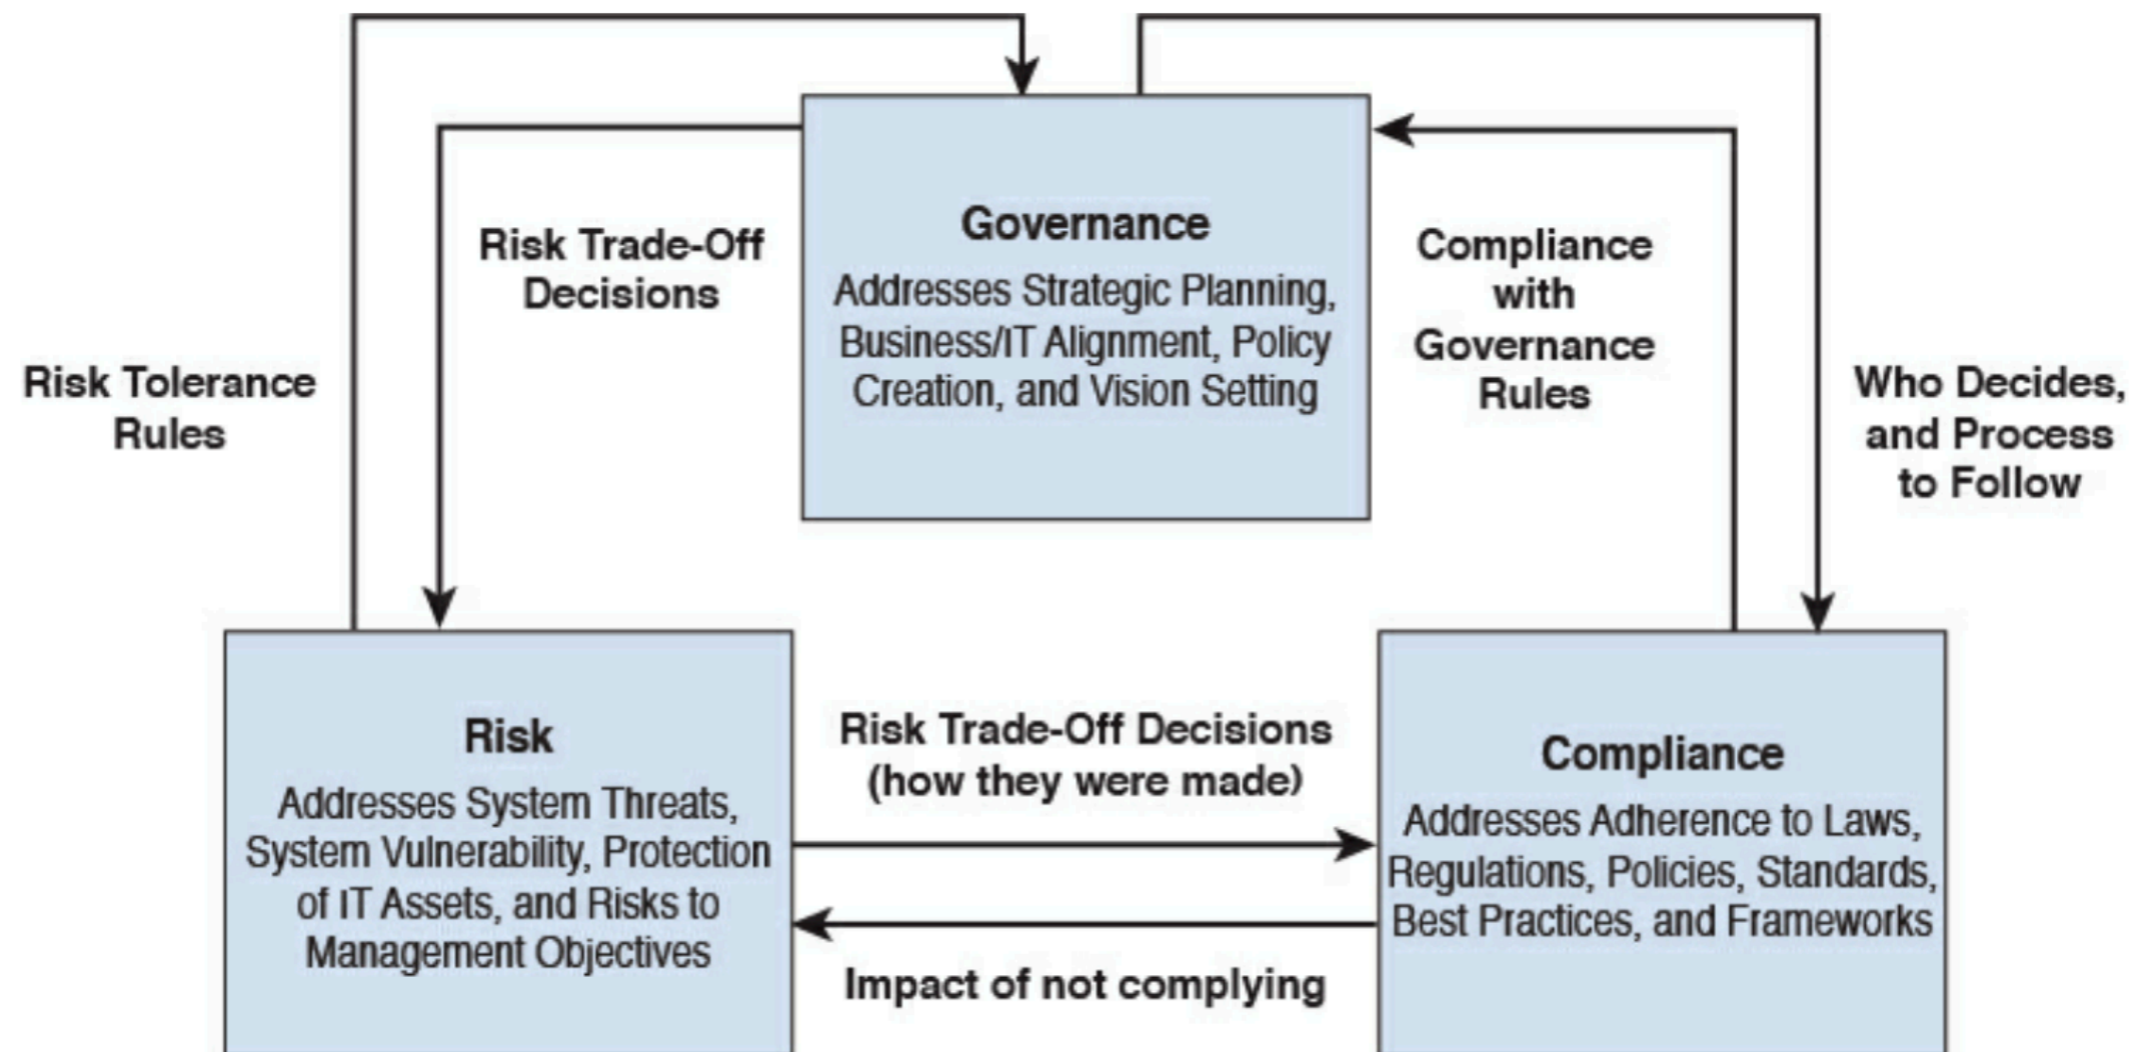 Governance
Addresses Strategic Planning,
Business/IT Alignment, Policy
Creation, and Vision Setting
Risk Trade-Off
Decisions
Compliance
with
Governance
Rules
Risk Tolerance
Rules
Who Decides,
and Process
to Follow
Risk
Addresses System Threats,
System Vulnerability, Protection
of IT Assets, and Risks to
Management Objectives
Risk Trade-Off Decisions
(how they were made)
Impact of not complying
Compliance
Addresses Adherence to Laws,
Regulations, Policies, Standards,
Best Practices, and Frameworks